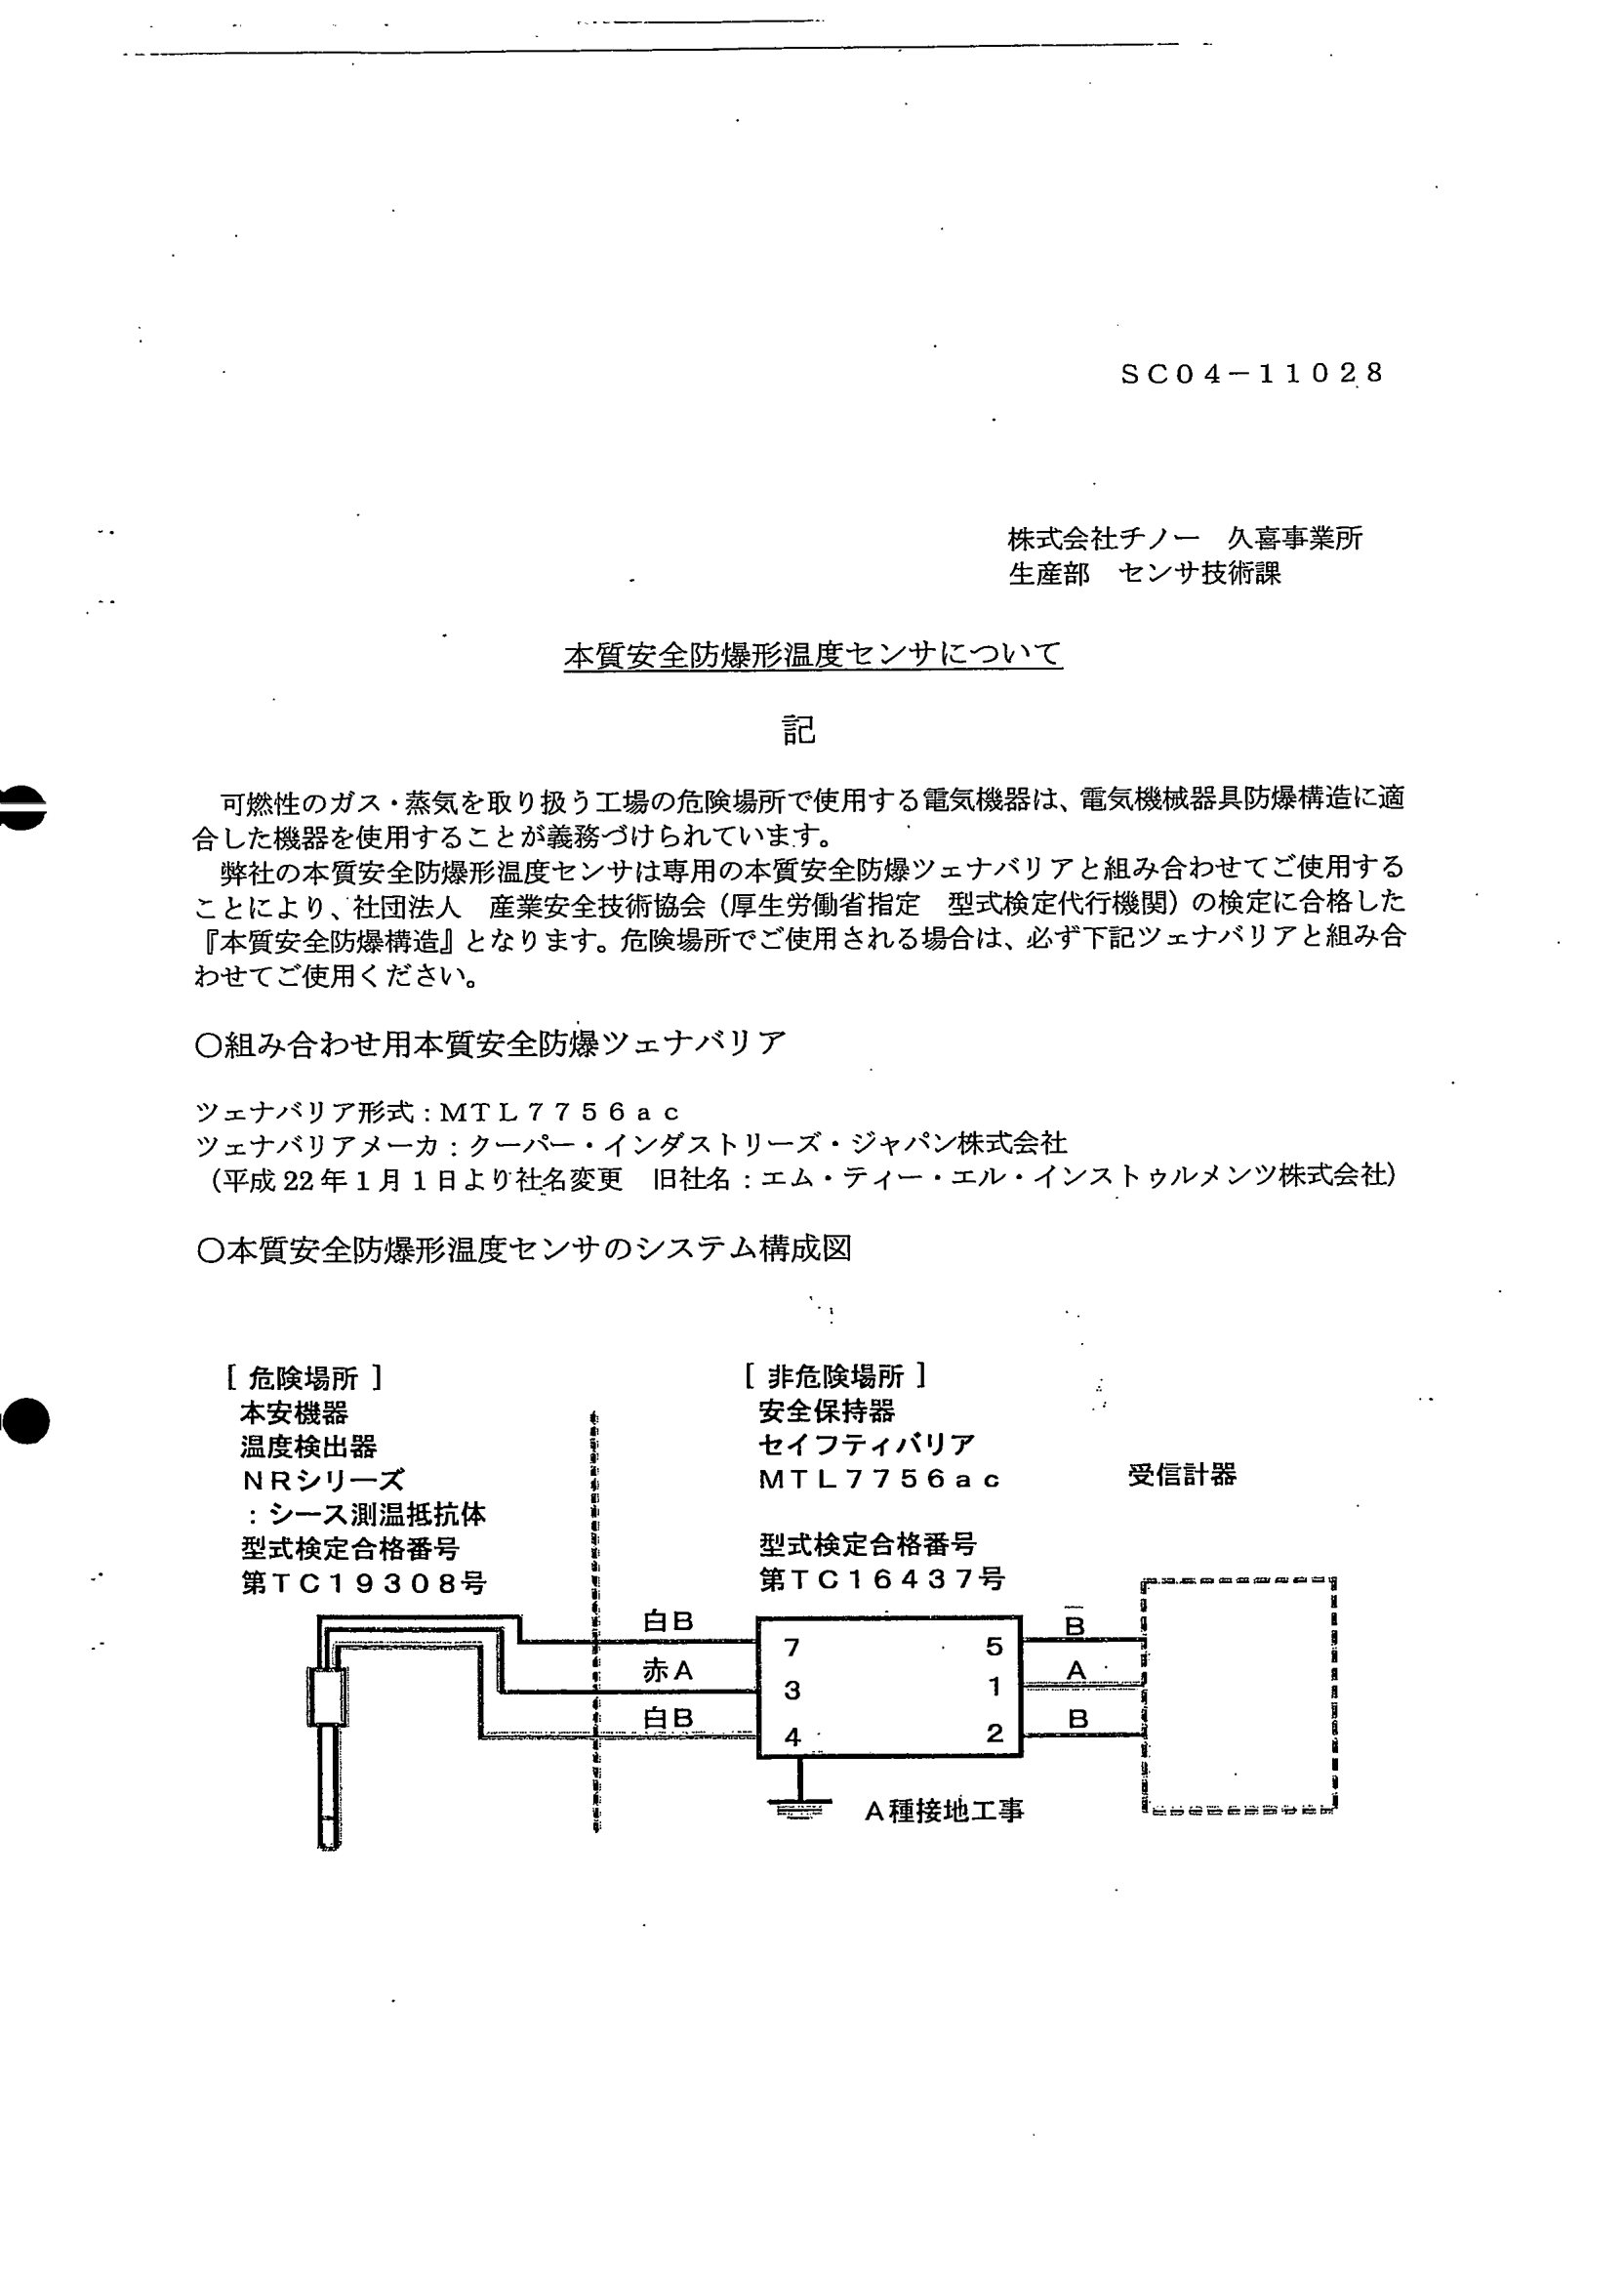 SC04-11028
株式会社チノー　久喜事業所
生産部　センサ技術課
本質安全防爆形温度センサについて
記
可燃性のガス・蒸気を取り扱う工場の危険場所で使用する電気機器は、電気機械器具防爆構造に適
合した機器を使用することが義務づけられています。
弊社の本質安全防爆形温度センサは専用の本質安全防爆ツェナバリアと組み合わせてご使用する
ことにより、社団法人　産業安全技術協会（厚生労働省指定　型式検定代行機関）の検定に合格した
『本質安全防爆構造』となります。危険場所でご使用される場合は、必ず下記ツェナバリアと組み合
わせてご使用ください。
○組み合わせ用本質安全防爆ツェナバリア
ツェナバリア形式：MTL7756ac
ツェナバリアメーカ：クーパー・インダストリーズ・ジャパン株式会社
（平成22年1月1日より社名変更　旧社名：エム・ティー・エル・インストゥルメンツ株式会社）
○本質安全防爆形温度センサのシステム構成図
[ 危険場所 ]
本安機器
温度検出器
NRシリーズ
：シース測温抵抗体
型式検定合格番号
第TC19308号
[ 非危険場所 ]
安全保持器
セイフティバリア
MTL7756ac
型式検定合格番号
第TC16437号
受信計器
白B
7
5
B
赤A
3
1
A
白B
4
2
B
A種接地工事